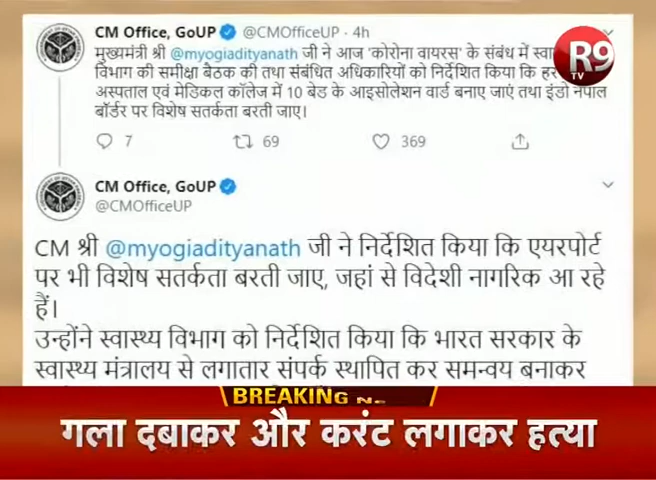 CM Office, GoUP @CMOfficeUP · 4h
मुख्यमंत्री श्री @myogiadityanath जी ने आज 'कोरोना वायरस' के संबंध में
विभाग की समीक्षा बैठक की तथा संबंधित अधिकारियों को निर्देशित किया कि हर
अस्पताल एवं मेडिकल कॉलेज में 10 बेड के आइसोलेशन वार्ड बनाए जाएं तथा इंडो नेपाल
बॉर्डर पर विशेष सतर्कता बरती जाए।
7 69 369
R9
TV
CM Office, GoUP
@CMOfficeUP
CM श्री @myogiadityanath जी ने निर्देशित किया कि एयरपोर्ट
पर भी विशेष सतर्कता बरती जाए, जहां से विदेशी नागरिक आ रहे
हैं।
उन्होंने स्वास्थ्य विभाग को निर्देशित किया कि भारत सरकार के
स्वास्थ्य मंत्रालय से लगातार संपर्क स्थापित कर समन्वय बनाकर
BREAKING
गला दबाकर और करंट लगाकर हत्या